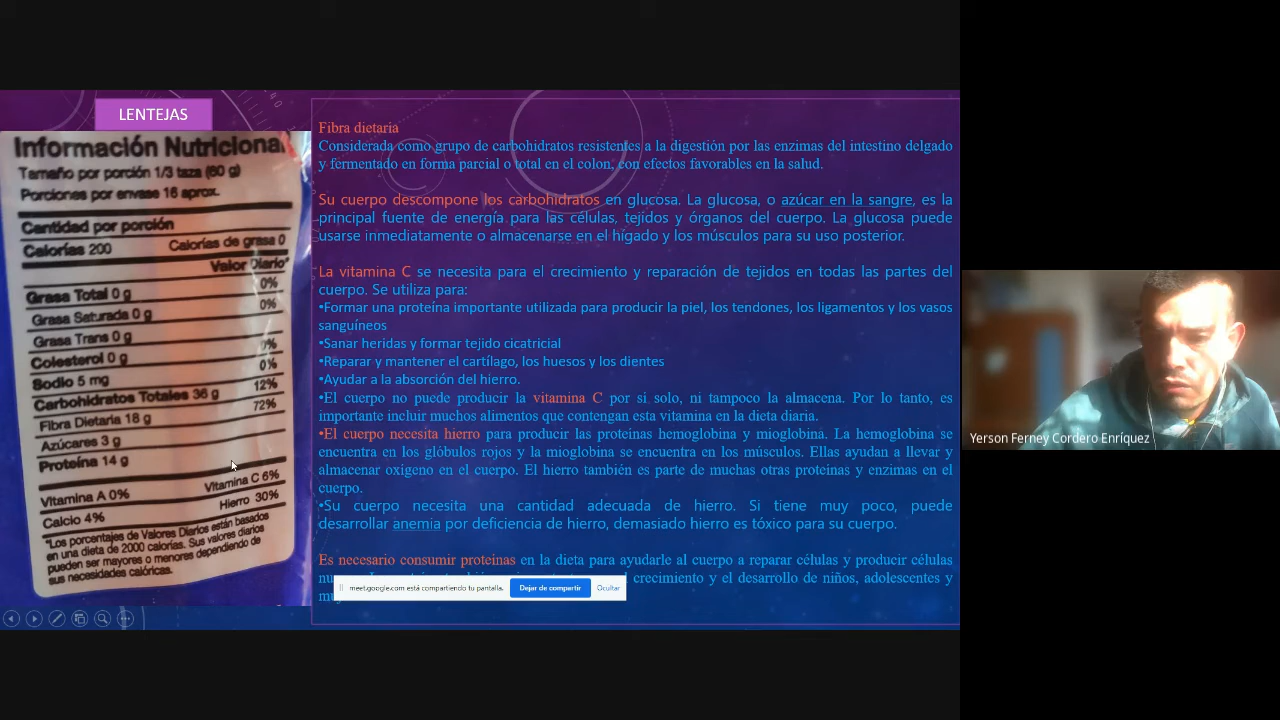 LENTEJAS
Información Nutricional
Tamaño por porción 1/3 taza (60 g)
Porciones por envase 16 aprox.
Cantidad por porción
Calorías 200 Calorías de grasa 0
Valor Diario*
Grasa Total 0 g 0%
Grasa Saturada 0 g 0%
Grasa Trans 0 g
Colesterol 0 g 0%
Sodio 5 mg 0%
Carbohidratos Totales 36 g 12%
Fibra Dietaria 18 g 72%
Azúcares 3 g
Proteína 14 g
Vitamina A 0% Vitamina C 6%
Calcio 4% Hierro 30%
*Los porcentajes de Valores Diarios están basados
en una dieta de 2000 calorías. Sus valores diarios
pueden ser mayores o menores dependiendo de
sus necesidades calóricas.
Fibra dietaria
Considerada como grupo de carbohidratos resistentes a la digestión por las enzimas del intestino delgado
y fermentado en forma parcial o total en el colon, con efectos favorables en la salud.
Su cuerpo descompone los carbohidratos en glucosa. La glucosa, o azúcar en la sangre, es la
principal fuente de energía para las células, tejidos y órganos del cuerpo. La glucosa puede
usarse inmediatamente o almacenarse en el hígado y los músculos para su uso posterior.
La vitamina C se necesita para el crecimiento y reparación de tejidos en todas las partes del
cuerpo. Se utiliza para:
•Formar una proteína importante utilizada para producir la piel, los tendones, los ligamentos y los vasos
sanguíneos
•Sanar heridas y formar tejido cicatricial
•Reparar y mantener el cartílago, los huesos y los dientes
•Ayudar a la absorción del hierro.
•El cuerpo no puede producir la vitamina C por si solo, ni tampoco la almacena. Por lo tanto, es
importante incluir muchos alimentos que contengan esta vitamina en la dieta diaria.
•El cuerpo necesita hierro para producir las proteinas hemoglobina y mioglobina. La hemoglobina se
encuentra en los glóbulos rojos y la mioglobina se encuentra en los músculos. Ellas ayudan a llevar y
almacenar oxigeno en el cuerpo. El hierro también es parte de muchas otras proteinas y enzimas en el
cuerpo.
•Su cuerpo necesita una cantidad adecuada de hierro. Si tiene muy poco, puede
desarrollar anemia por deficiencia de hierro, demasiado hierro es tóxico para su cuerpo.
Es necesario consumir proteinas en la dieta para ayudarle al cuerpo a reparar células y producir células
crecimiento y el desarrollo de niños, adolescentes y
meet.google.com está compartiendo tu pantalla.
Dejar de compartir
Ocultar
Yerson Ferney Cordero Enríquez